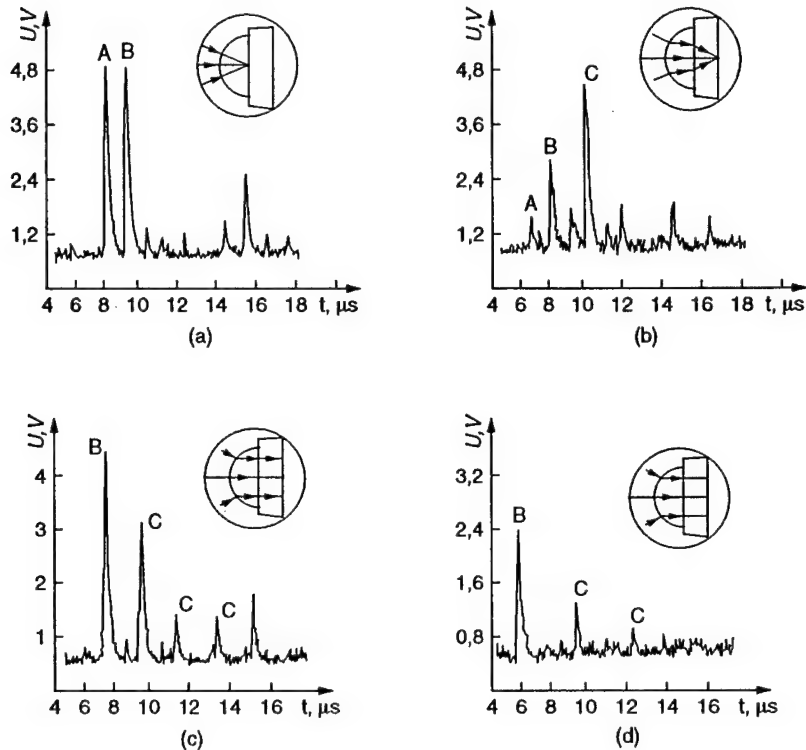 U,V
4,8
3,6
2,4
1,2
A B
4 6 8 10 12 14 16 18 t, μs
(a)
U,V
4,8
3,6
2,4
1,2
A
B
C
4 6 8 10 12 14 16 18 t, μs
(b)
U,V
4
3
2
1
B
C
C C
4 6 8 10 12 14 16 t, μs
(c)
U,V
3,2
2,4
1,6
0,8
B
C
C
4 6 8 10 12 14 16 t, μs
(d)